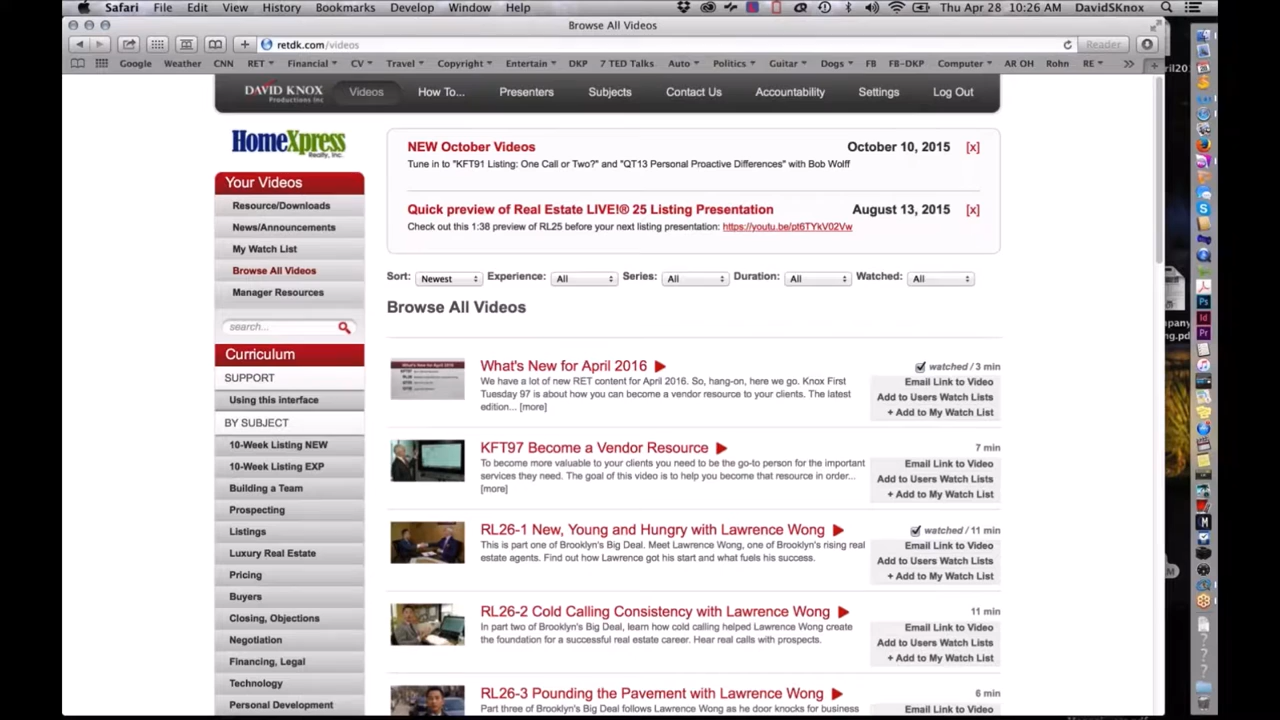 Safari File Edit View History Bookmarks Develop Window Help Thu Apr 28 10:26 AM DavidSKnox
Browse All Videos
retdk.com/videos Reader
Google Weather CNN RET Financial CV Travel Copyright Entertain DKP 7 TED Talks Auto Politics Guitar Dogs FB FB-DKP Computer AR OH Rohn RE
DAVID KNOX
Productions Inc
Videos How To... Presenters Subjects Contact Us Accountability Settings Log Out
HomeXpress
Realty, Inc.
NEW October Videos October 10, 2015 [x]
Tune in to "KFT91 Listing: One Call or Two?" and "QT13 Personal Proactive Differences" with Bob Wolff
Quick preview of Real Estate LIVE!® 25 Listing Presentation August 13, 2015 [x]
Check out this 1:38 preview of RL25 before your next listing presentation: https://youtu.be/pt6TYkV02Vw
Your Videos
Resource/Downloads
News/Announcements
My Watch List
Browse All Videos
Manager Resources
search...
Curriculum
SUPPORT
Using this interface
BY SUBJECT
10-Week Listing NEW
10-Week Listing EXP
Building a Team
Prospecting
Listings
Luxury Real Estate
Pricing
Buyers
Closing, Objections
Negotiation
Financing, Legal
Technology
Personal Development
Sort: Newest Experience: All Series: All Duration: All Watched: All
Browse All Videos
What's New for April 2016
We have a lot of new RET content for April 2016. So, hang-on, here we go. Knox First
Tuesday 97 is about how you can become a vendor resource to your clients. The latest
edition... [more]
watched / 3 min
Email Link to Video
Add to Users Watch Lists
+ Add to My Watch List
KFT97 Become a Vendor Resource
To become more valuable to your clients you need to be the go-to person for the important
services they need. The goal of this video is to help you become that resource in order...
[more]
7 min
Email Link to Video
Add to Users Watch Lists
+ Add to My Watch List
RL26-1 New, Young and Hungry with Lawrence Wong
This is part one of Brooklyn's Big Deal. Meet Lawrence Wong, one of Brooklyn's rising real
estate agents. Find out how Lawrence got his start and what fuels his success.
watched / 11 min
Email Link to Video
Add to Users Watch Lists
+ Add to My Watch List
RL26-2 Cold Calling Consistency with Lawrence Wong
In part two of Brooklyn's Big Deal, learn how cold calling helped Lawrence Wong create
the foundation for a successful real estate career. Hear real calls with prospects.
11 min
Email Link to Video
Add to Users Watch Lists
+ Add to My Watch List
RL26-3 Pounding the Pavement with Lawrence Wong
Part three of Brooklyn's Big Deal follows Lawrence Wong as he door knocks for business
6 min
Email Link to Video